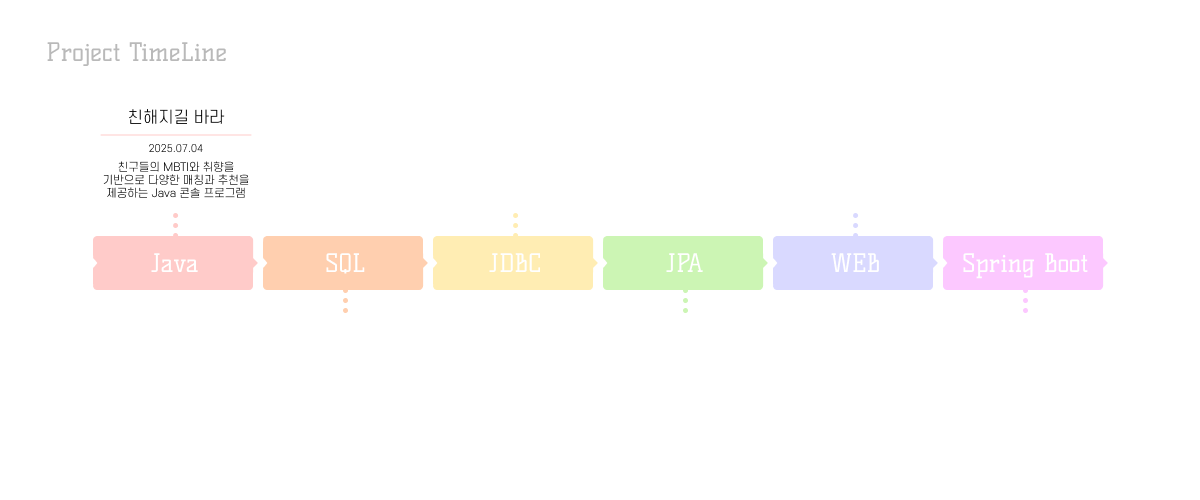 Project TimeLine
친해지길 바라
2025.07.04
친구들의 MBTI와 취향을
기반으로 다양한 매칭과 추천을
제공하는 Java 콘솔 프로그램
Java
SQL
JDBC
JPA
WEB
Spring Boot